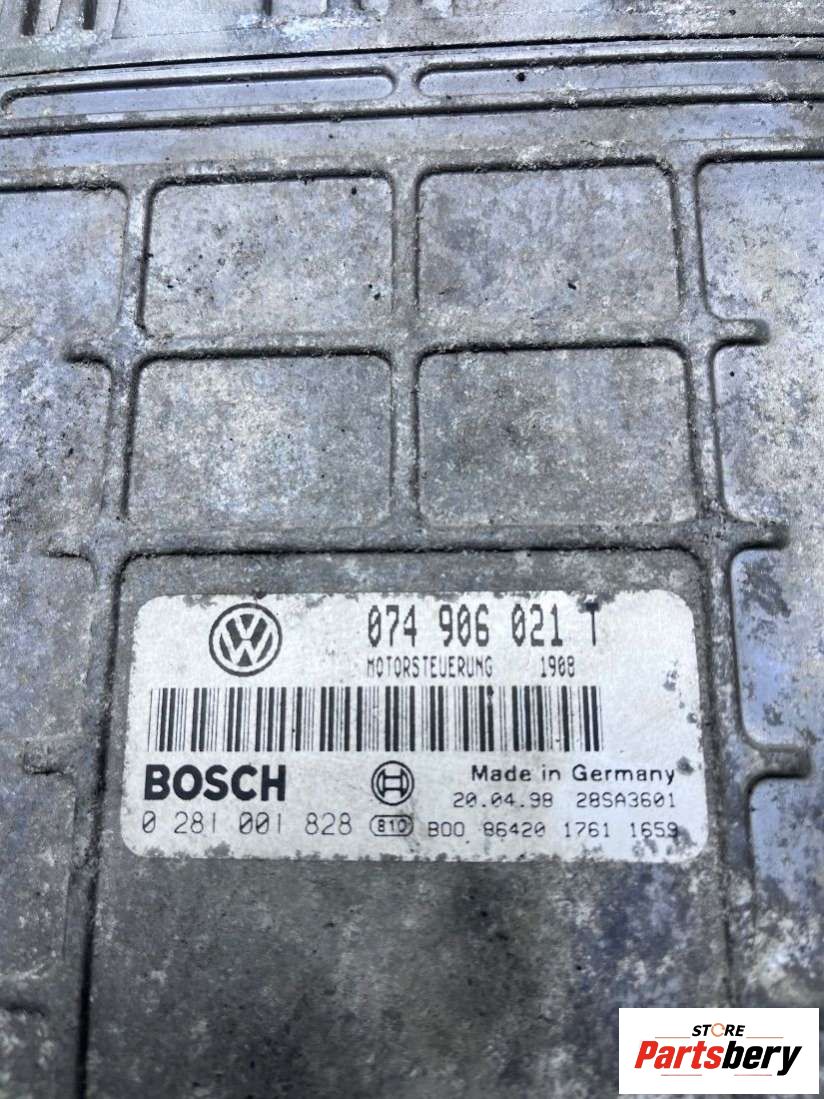 074 906 021 T
MOTORSTEUERUNG 1908
BOSCH
Made in Germany
20.04.98 28SA3601
0 281 001 828 810 B00 86420 1761 1659
STORE
Partsbery